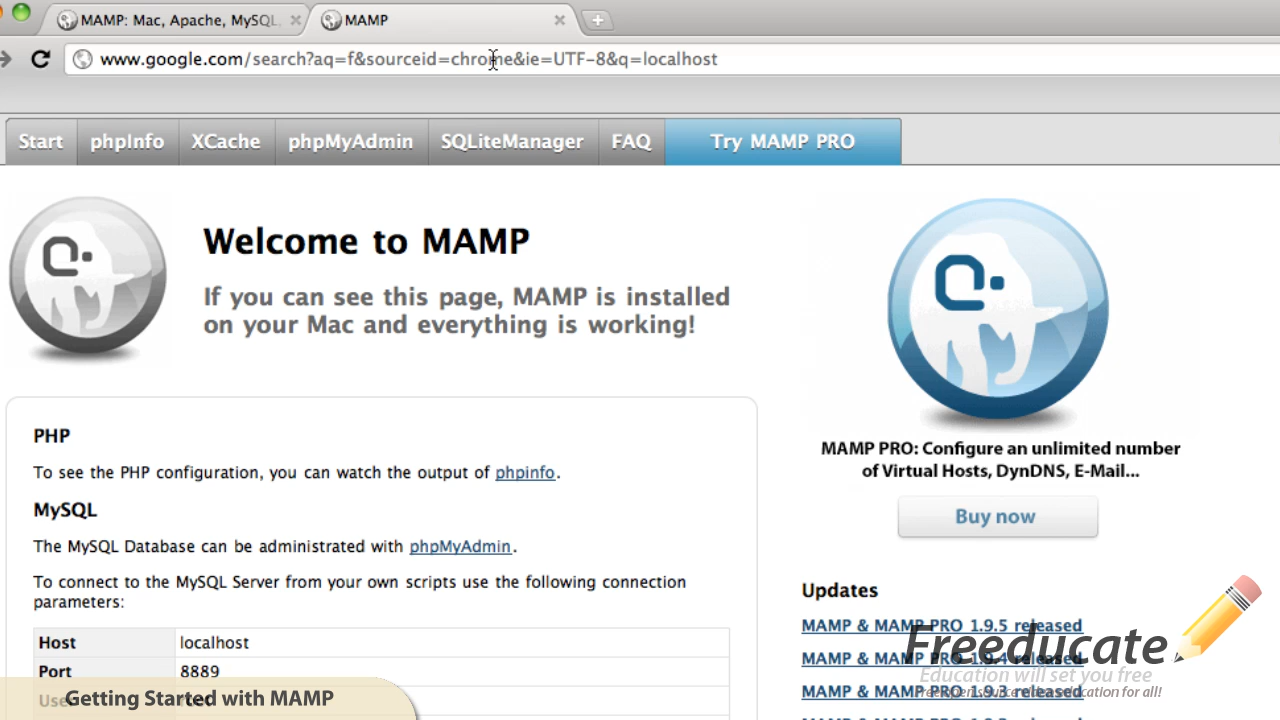 MAMP: Mac, Apache, MySQL,
MAMP
www.google.com/search?aq=f&sourceid=chrome&ie=UTF-8&q=localhost
Start
phpInfo
XCache
phpMyAdmin
SQLiteManager
FAQ
Try MAMP PRO
Welcome to MAMP
If you can see this page, MAMP is installed
on your Mac and everything is working!
PHP
To see the PHP configuration, you can watch the output of phpinfo.
MySQL
The MySQL Database can be administrated with phpMyAdmin.
To connect to the MySQL Server from your own scripts use the following connection
parameters:
Host localhost
Port 8889
Getting Started with MAMP
MAMP PRO: Configure an unlimited number
of Virtual Hosts, DynDNS, E-Mail...
Buy now
Updates
MAMP & MAMP PRO 1.9.5 released
MAMP & MAMP PRO 1.9.4 released
MAMP & MAMP PRO 1.9.3 released
Freeducate
Education will set you free